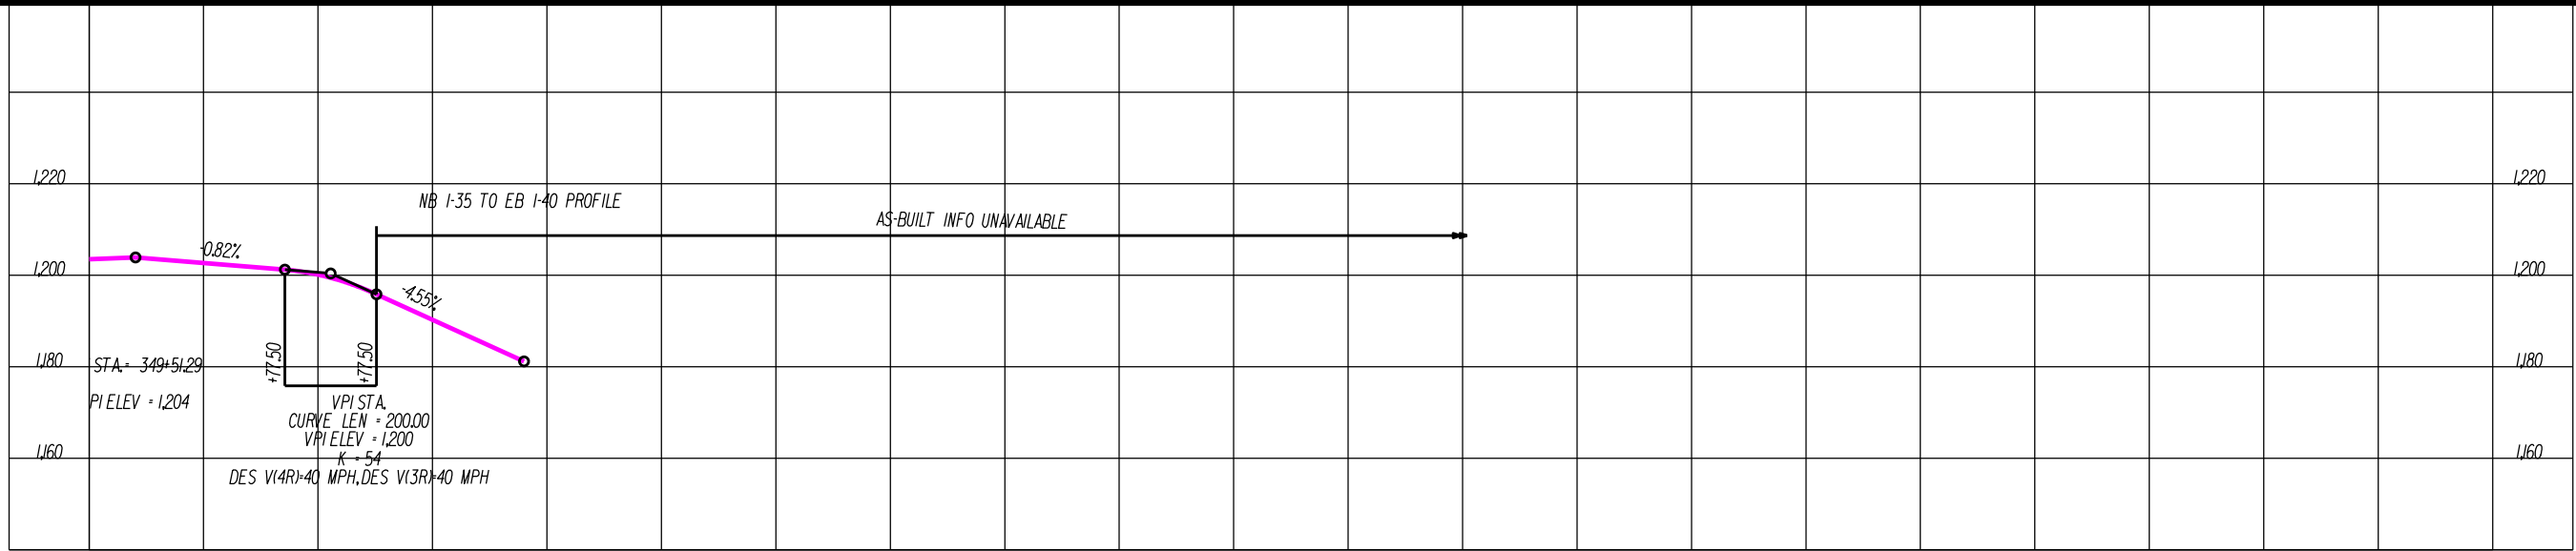 1,220
1,220
NB I-35 TO EB I-40 PROFILE
AS-BUILT INFO UNAVAILABLE
-0.82%
1,200
1,200
-4.55%
+77.50
+77.50
1,180
STA.= 349+51.29
1,180
PI ELEV = 1,204
VPI STA.
CURVE LEN = 200.00
VPI ELEV = 1,200
1,160
K = 54
1,160
DES V(4R)=40 MPH,DES V(3R)=40 MPH